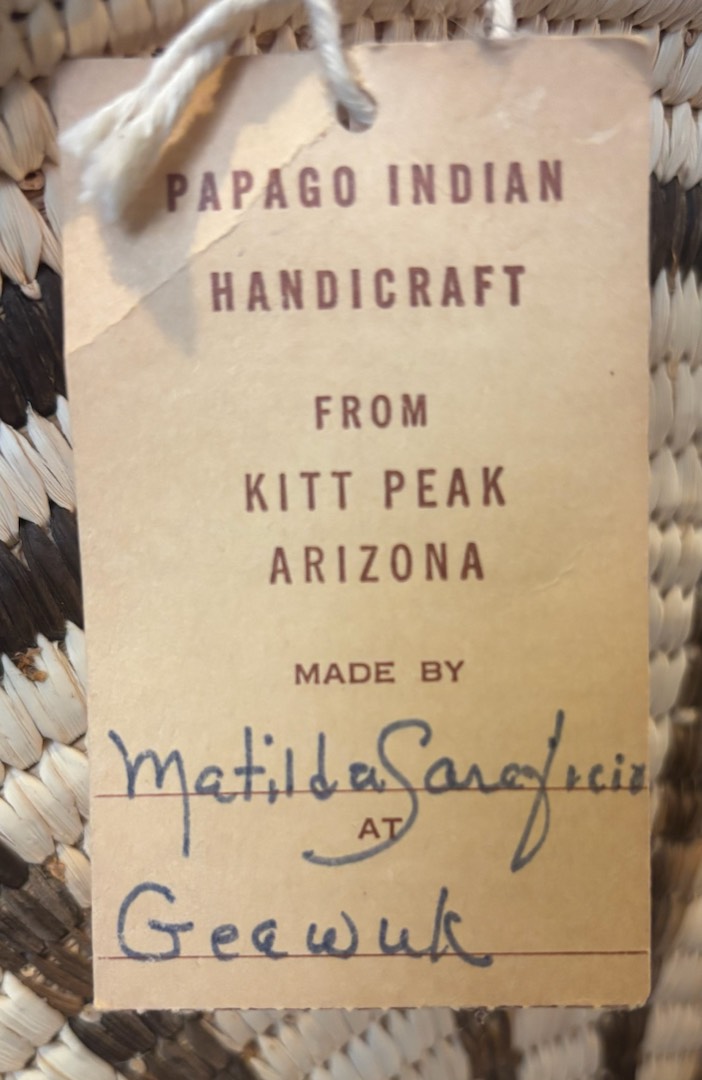 PAPAGO INDIAN
HANDICRAFT
FROM
KITT PEAK
ARIZONA
MADE BY
Matilda
AT
Geawuk